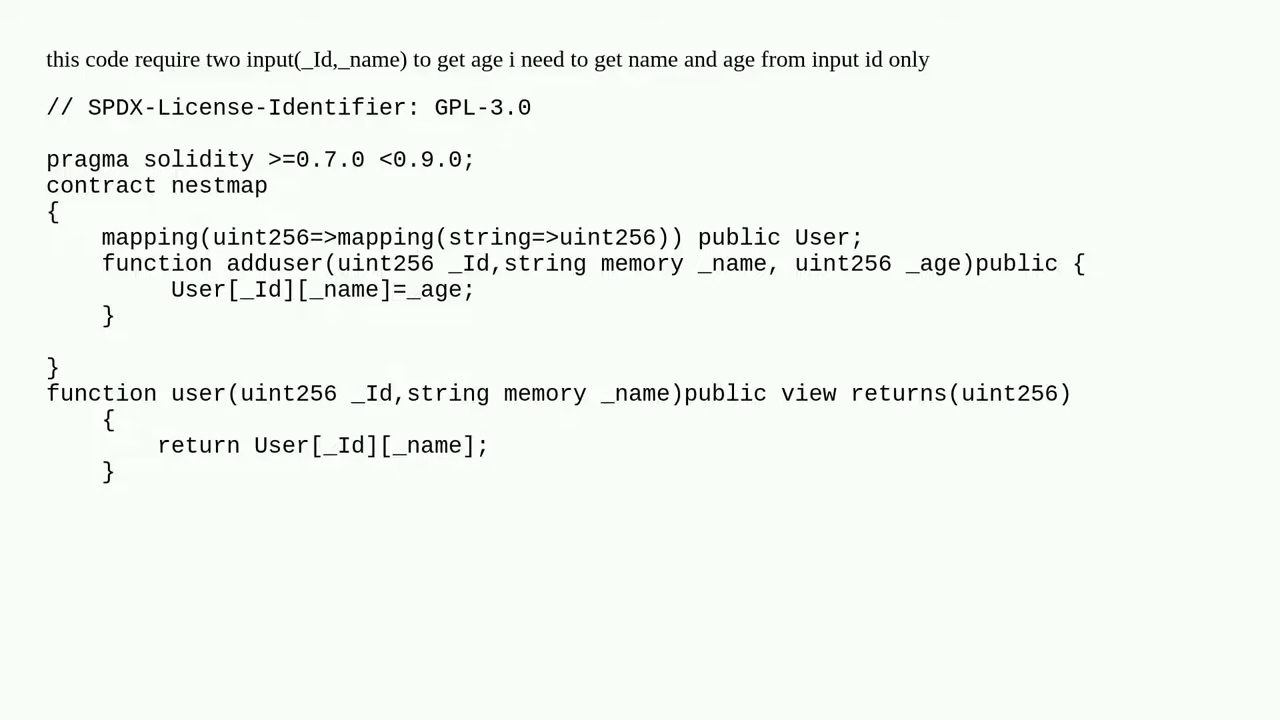 this code require two input(_Id,_name) to get age i need to get name and age from input id only
// SPDX-License-Identifier: GPL-3.0
pragma solidity >=0.7.0 <0.9.0;
contract nestmap
{
    mapping(uint256=>mapping(string=>uint256)) public User;
    function adduser(uint256 _Id,string memory _name, uint256 _age)public {
         User[_Id][_name]=_age;
    }
}
function user(uint256 _Id,string memory _name)public view returns(uint256)
    {
        return User[_Id][_name];
    }